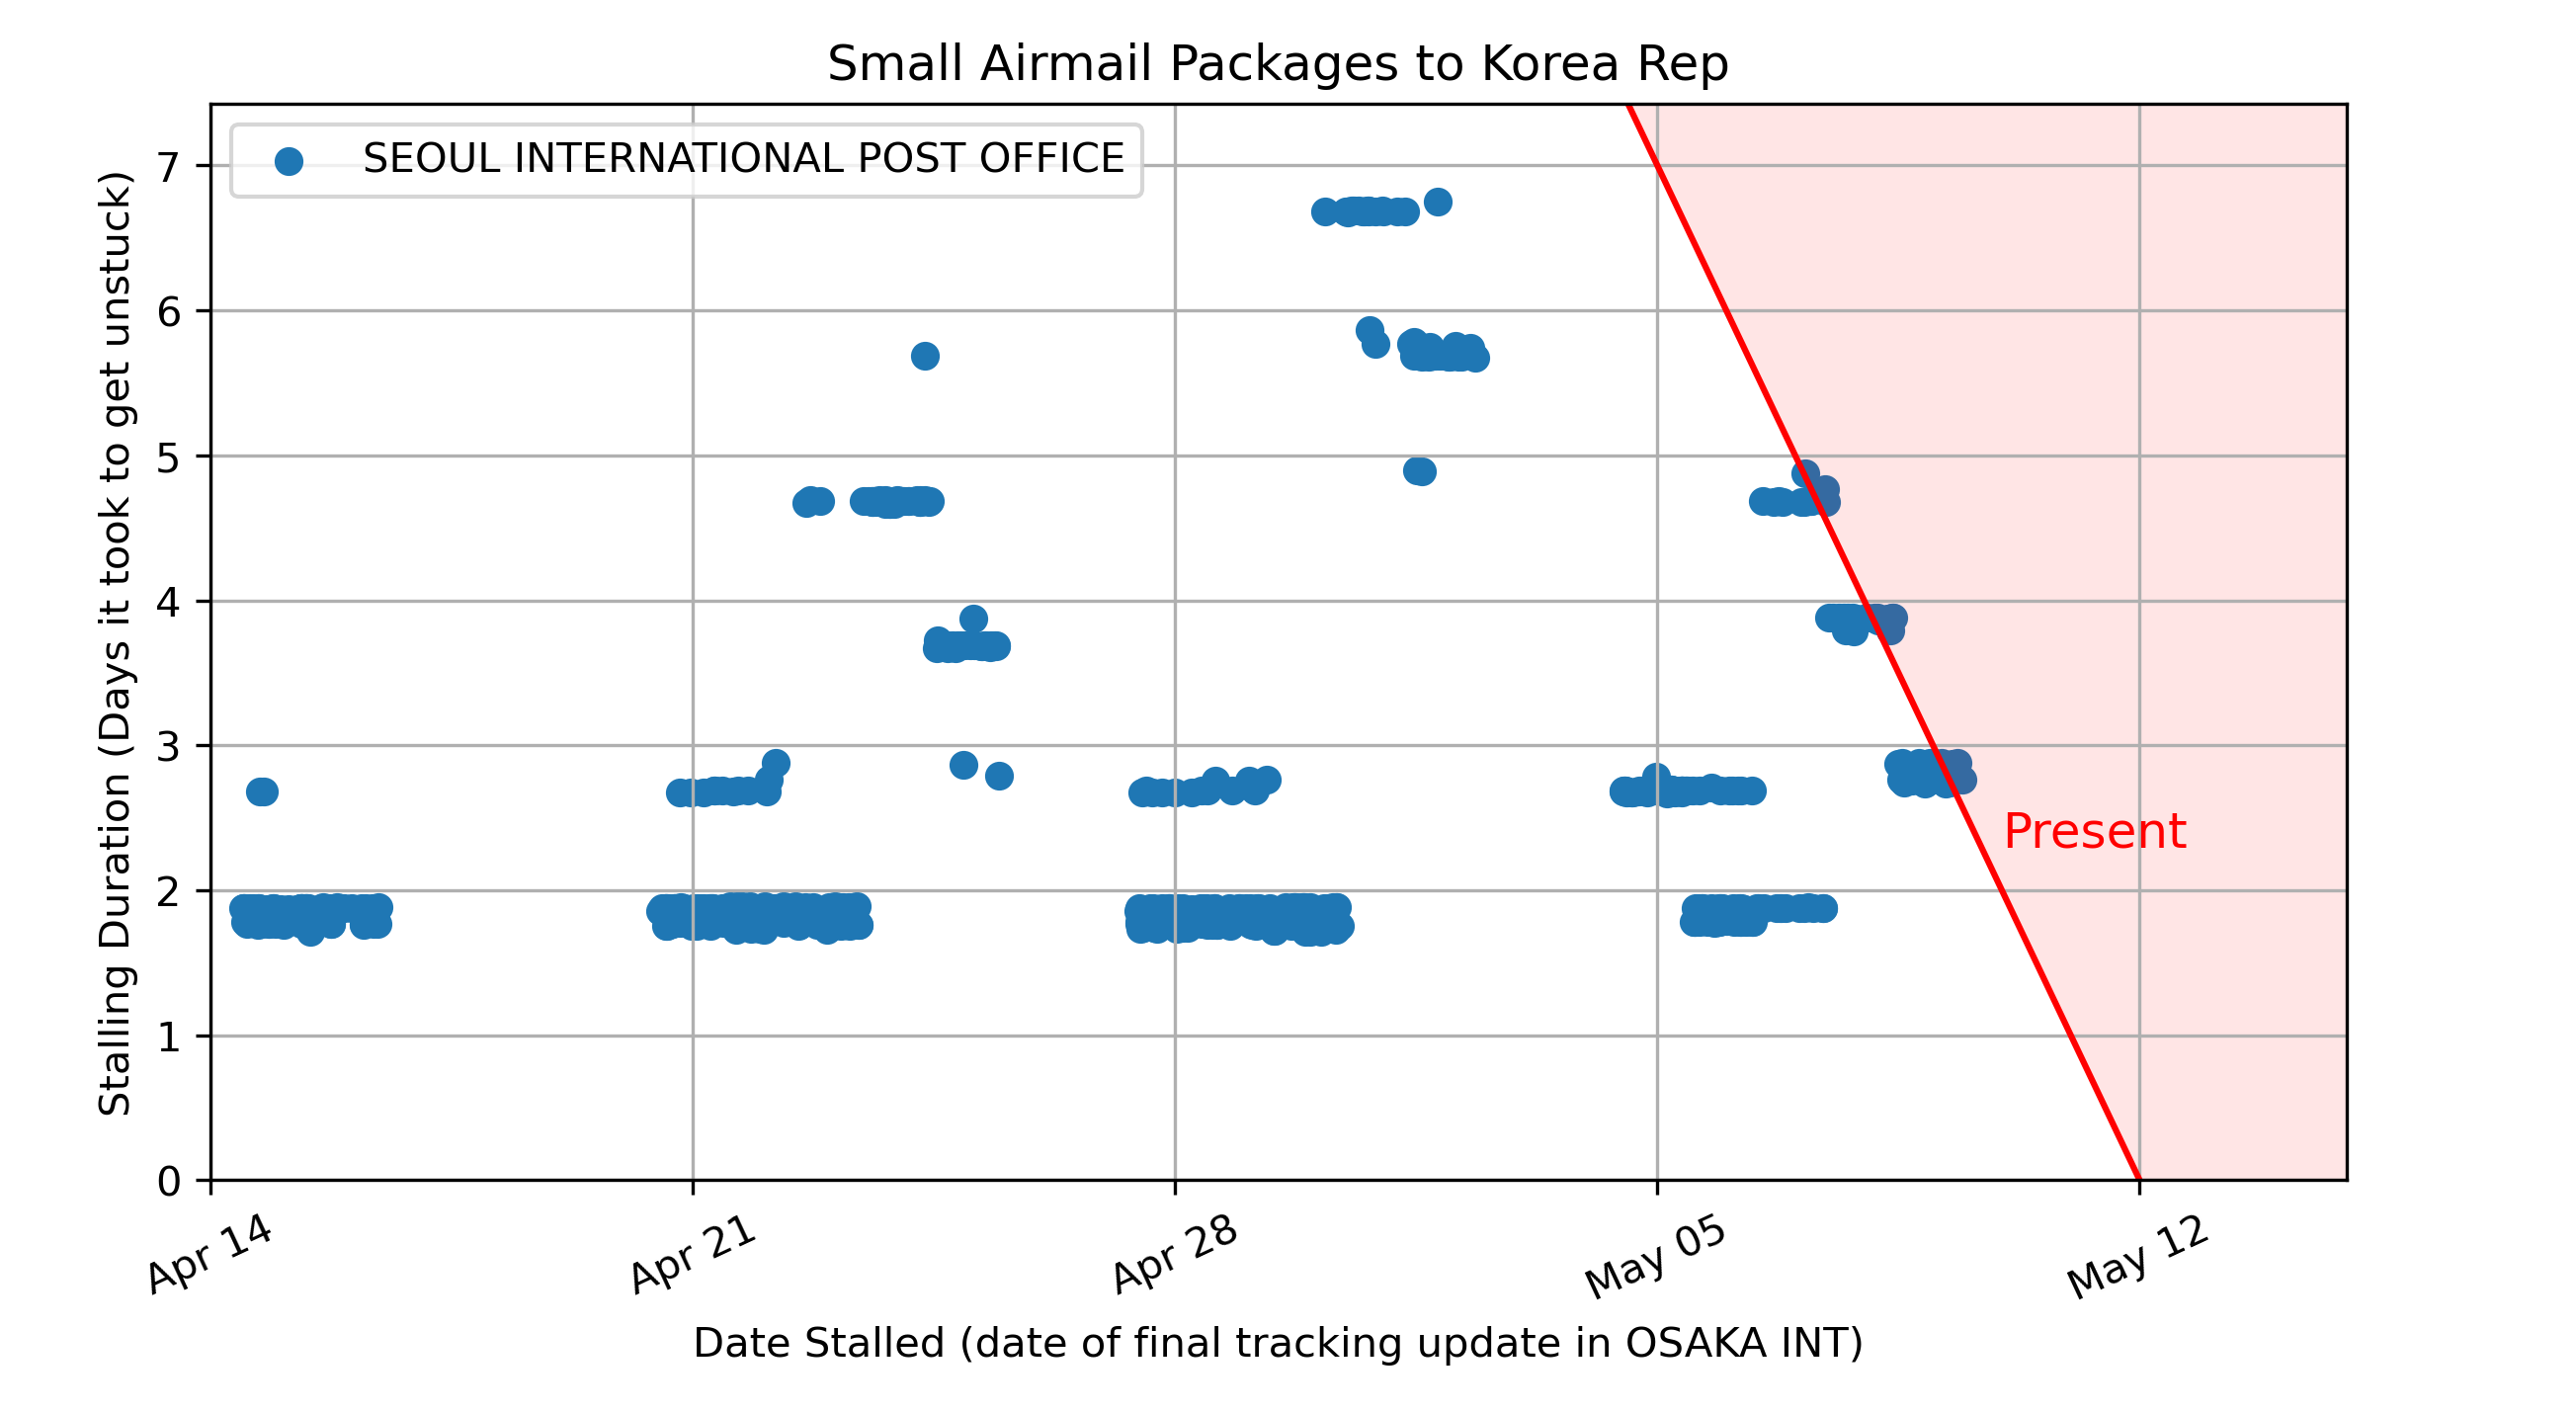 Small Airmail Packages to Korea Rep
SEOUL INTERNATIONAL POST OFFICE
Stalling Duration (Days it took to get unstuck)
7
6
5
4
3
2
1
0
Present
Apr 14
Apr 21
Apr 28
May 05
May 12
Date Stalled (date of final tracking update in OSAKA INT)